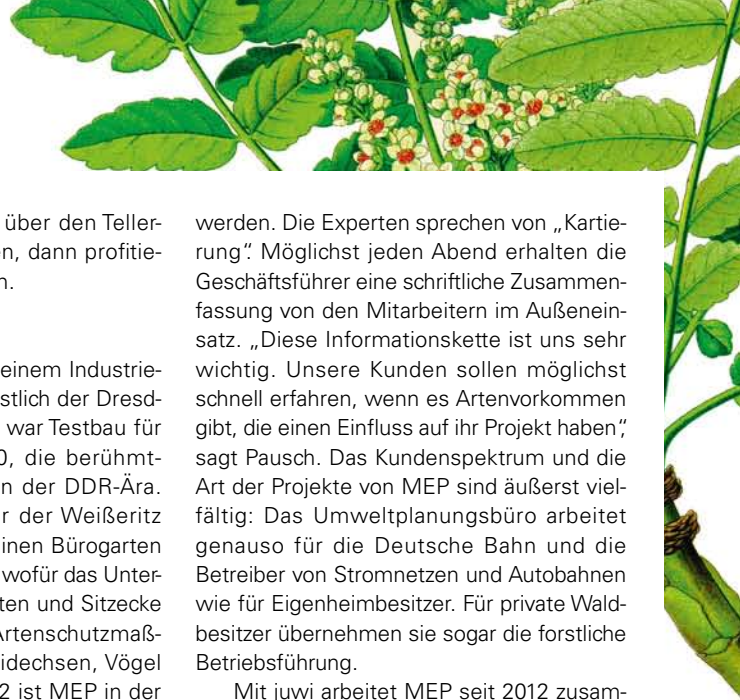 über den Teller-
en, dann profitie-
n.
einem Industrie-
stlich der Dresd-
war Testbau für
0, die berühmt-
n der DDR-Ära.
r der Weißeritz
inen Bürogarten
wofür das Unter-
ten und Sitzecke
Artenschutzmaß-
idechsen, Vögel
2 ist MEP in der
werden. Die Experten sprechen von „Kartie-
rung“. Möglichst jeden Abend erhalten die
Geschäftsführer eine schriftliche Zusammen-
fassung von den Mitarbeitern im Außenein-
satz. „Diese Informationskette ist uns sehr
wichtig. Unsere Kunden sollen möglichst
schnell erfahren, wenn es Artenvorkommen
gibt, die einen Einfluss auf ihr Projekt haben“,
sagt Pausch. Das Kundenspektrum und die
Art der Projekte von MEP sind äußerst viel-
fältig: Das Umweltplanungsbüro arbeitet
genauso für die Deutsche Bahn und die
Betreiber von Stromnetzen und Autobahnen
wie für Eigenheimbesitzer. Für private Wald-
besitzer übernehmen sie sogar die forstliche
Betriebsführung.
Mit juwi arbeitet MEP seit 2012 zusam-